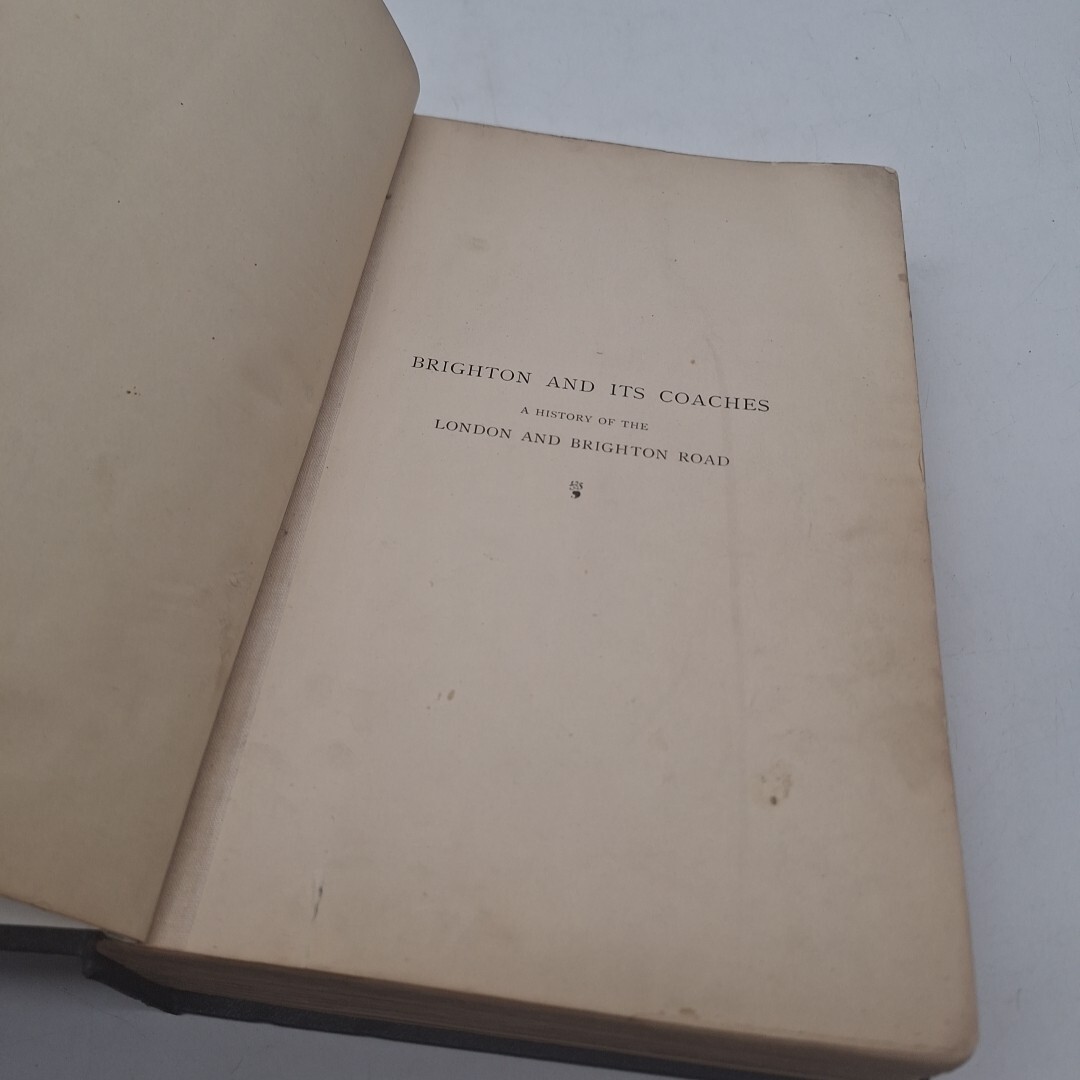 BRIGHTON AND ITS COACHES
A HISTORY OF THE
LONDON AND BRIGHTON ROAD